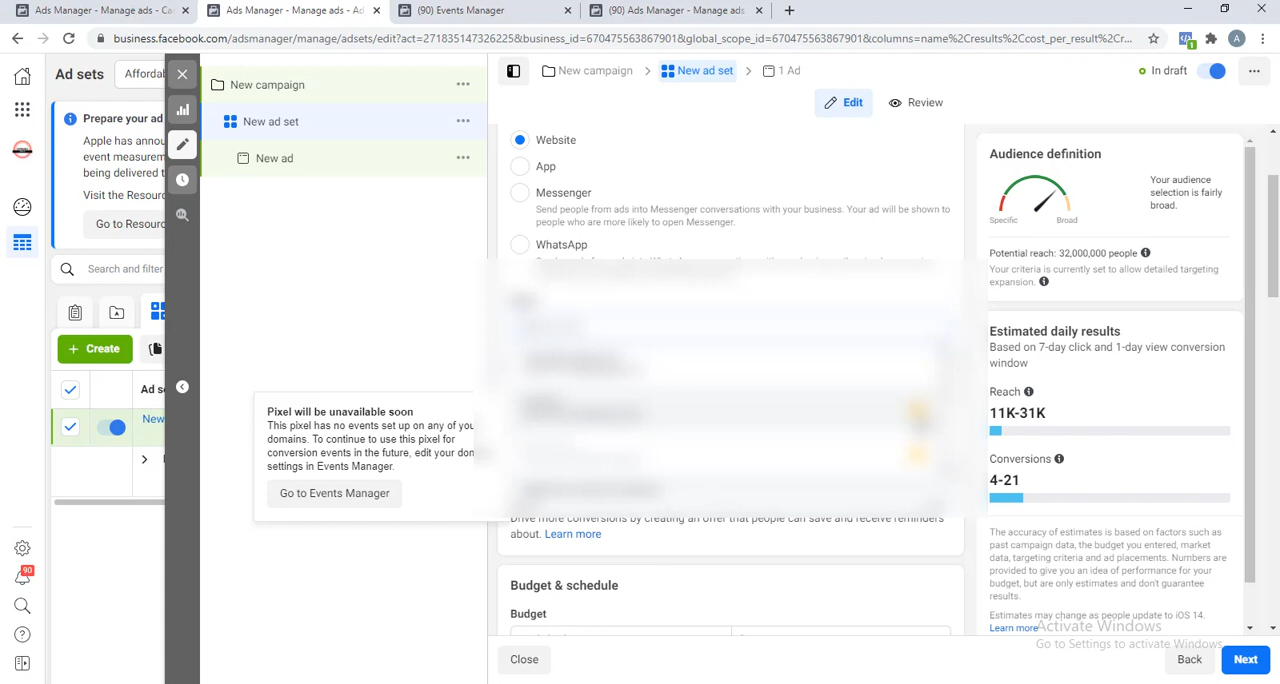 Ads Manager - Manage ads - Ca
Ads Manager - Manage ads - Ad
(90) Events Manager
(90) Ads Manager - Manage ads
business.facebook.com/adsmanager/manage/adsets/edit?act=271835147326225&business_id=670475563867901&global_scope_id=670475563867901&columns=name%2Cresults%2Ccost_per_result%2Cr...
1
A
Ad sets
Affordab
Prepare your ad
Apple has annou
event measurem
being delivered t
Visit the Resourc
Go to Resourc
Search and filter
+ Create
Ad se
New
90
New campaign
New ad set
New ad
New campaign
New ad set
1 Ad
In draft
Edit
Review
Website
App
Messenger
Send people from ads into Messenger conversations with your business. Your ad will be shown to
people who are more likely to open Messenger.
WhatsApp
Pixel will be unavailable soon
This pixel has no events set up on any of you
domains. To continue to use this pixel for
conversion events in the future, edit your don
settings in Events Manager.
Go to Events Manager
Drive more conversions by creating an offer that people can save and receive reminders
about. Learn more
Budget & schedule
Budget
Close
Back
Next
Audience definition
Specific
Broad
Your audience
selection is fairly
broad.
Potential reach: 32,000,000 people
Your criteria is currently set to allow detailed targeting
expansion.
Estimated daily results
Based on 7-day click and 1-day view conversion
window
Reach
11K-31K
Conversions
4-21
The accuracy of estimates is based on factors such as
past campaign data, the budget you entered, market
data, targeting criteria and ad placements. Numbers are
provided to give you an idea of performance for your
budget, but are only estimates and don't guarantee
results.
Estimates may change as people update to iOS 14.
Learn more
Activate Windows
Go to Settings to activate Windows.